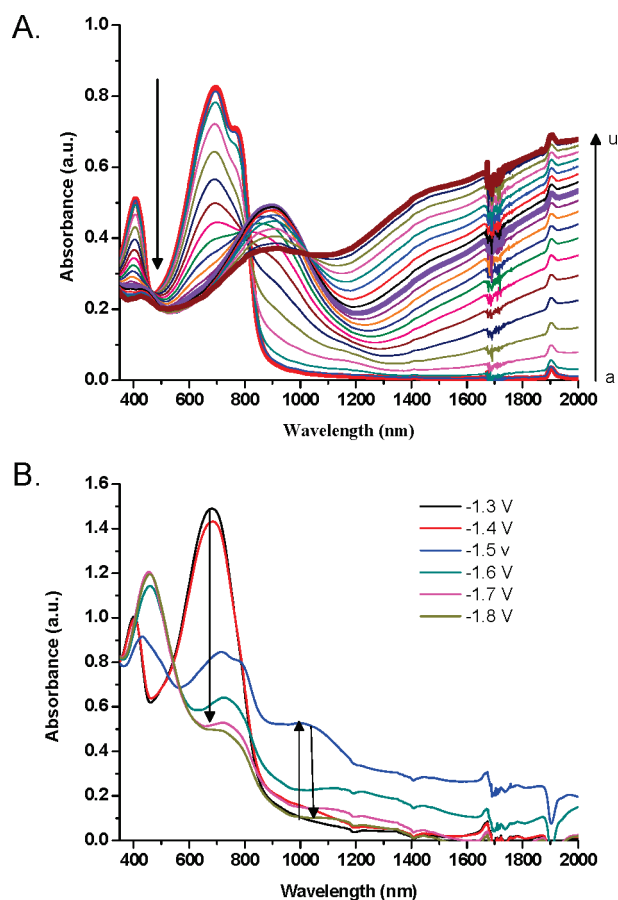 A.
Absorbance (a.u.)
1.0
0.8
0.6
0.4
0.2
0.0
u
a
400 600 800 1000 1200 1400 1600 1800 2000
Wavelength (nm)
B.
Absorbance (a.u.)
1.6
1.4
1.2
1.0
0.8
0.6
0.4
0.2
0.0
-1.3 V
-1.4 V
-1.5 v
-1.6 V
-1.7 V
-1.8 V
400 600 800 1000 1200 1400 1600 1800 2000
Wavelength (nm)